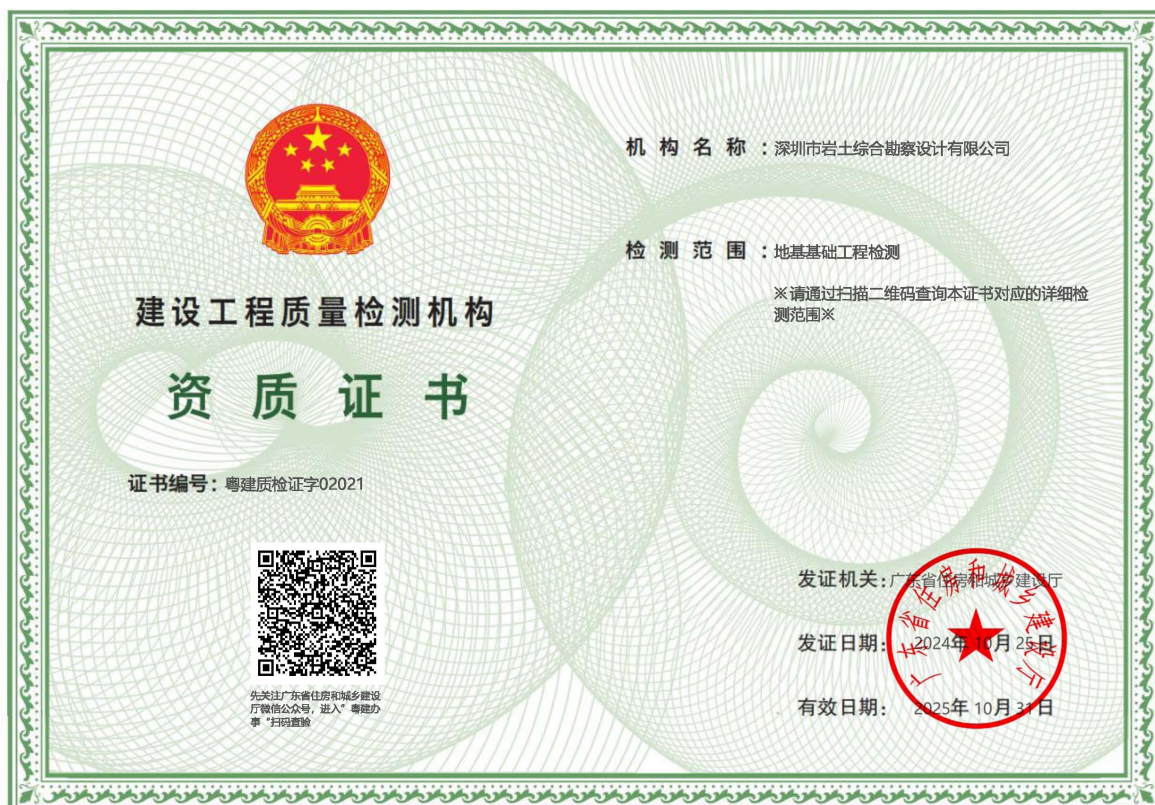 建设工程质量检测机构
资质证书
证书编号：粤建质检证字02021
先关注广东省住房和城乡建设
厅微信公众号，进入”粤建办
事“扫码查验
机构名称：深圳市岩土综合勘察设计有限公司
检测范围：地基基础工程检测
※请通过扫描二维码查询本证书对应的详细检
测范围※
发证机关：广东省住房和城乡建设厅
发证日期：2024年10月25日
有效日期：2025年10月31日
广东省住房和城乡建设厅